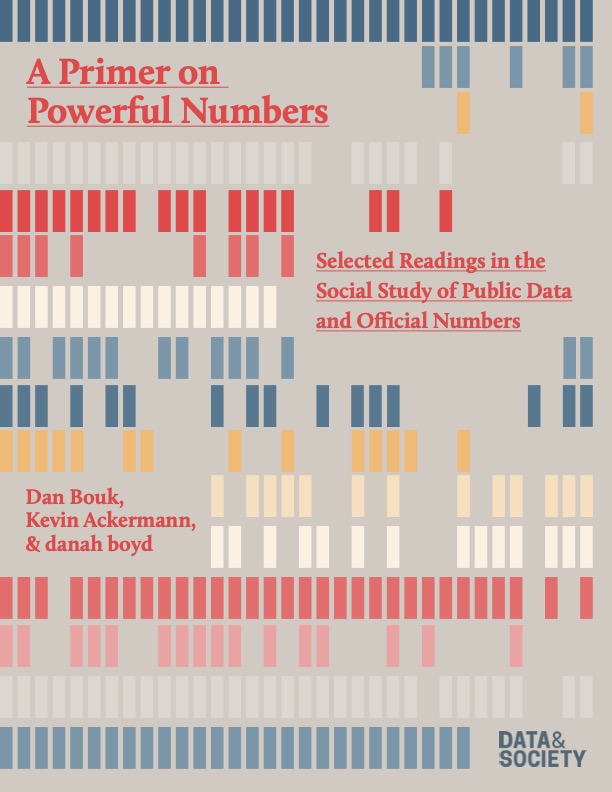 A Primer on
Powerful Numbers
Selected Readings in the
Social Study of Public Data
and Official Numbers
Dan Bouk,
Kevin Ackermann,
& danah boyd
DATA&
SOCIETY